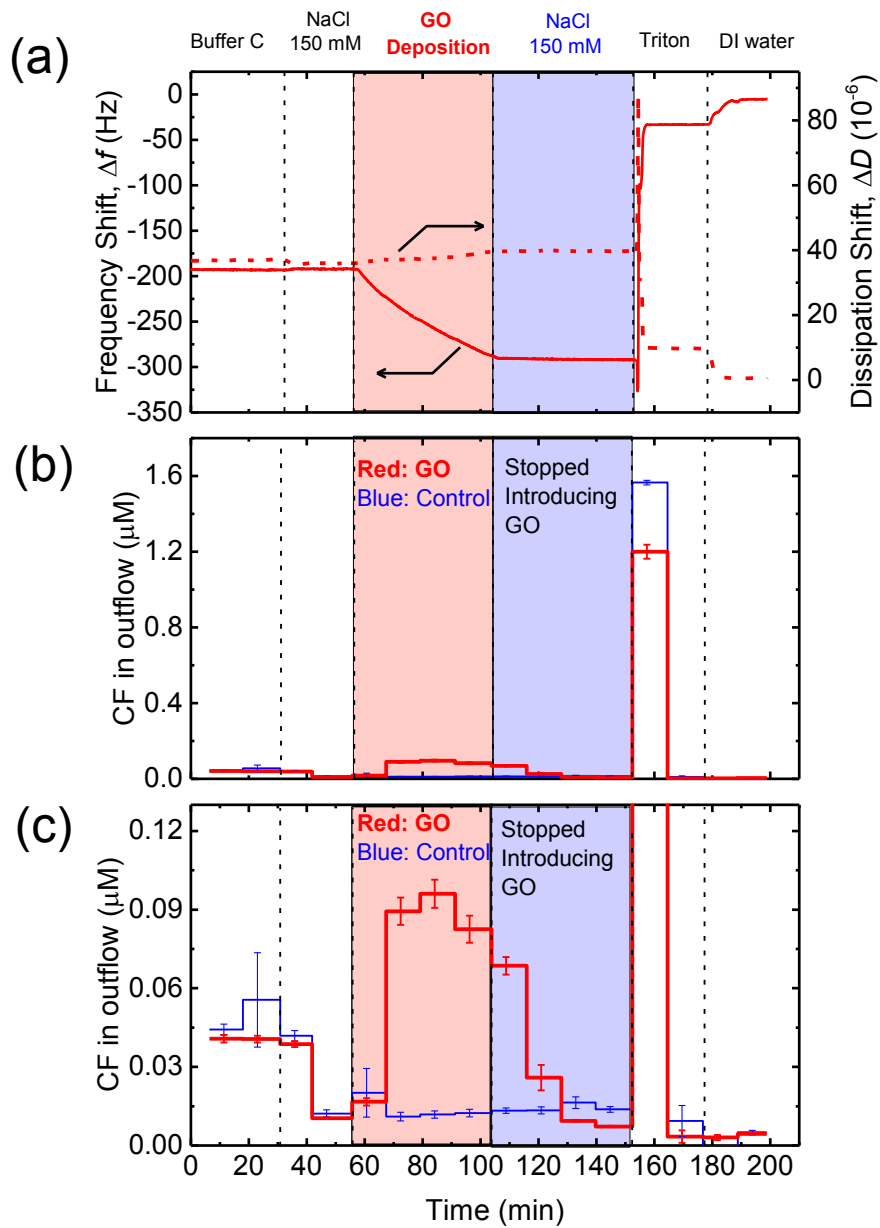 (a)
Buffer C
NaCl
150 mM
GO
Deposition
NaCl
150 mM
Triton
DI water
Frequency Shift, Δf (Hz)
0
-50
-100
-150
-200
-250
-300
-350
Dissipation Shift, ΔD (10-6)
80
60
40
20
0
(b)
CF in outflow (μM)
1.6
1.2
0.8
0.4
0.0
Red: GO
Blue: Control
Stopped
Introducing
GO
(c)
CF in outflow (μM)
0.12
0.09
0.06
0.03
0.00
Red: GO
Blue: Control
Stopped
Introducing
GO
0 20 40 60 80 100 120 140 160 180 200
Time (min)